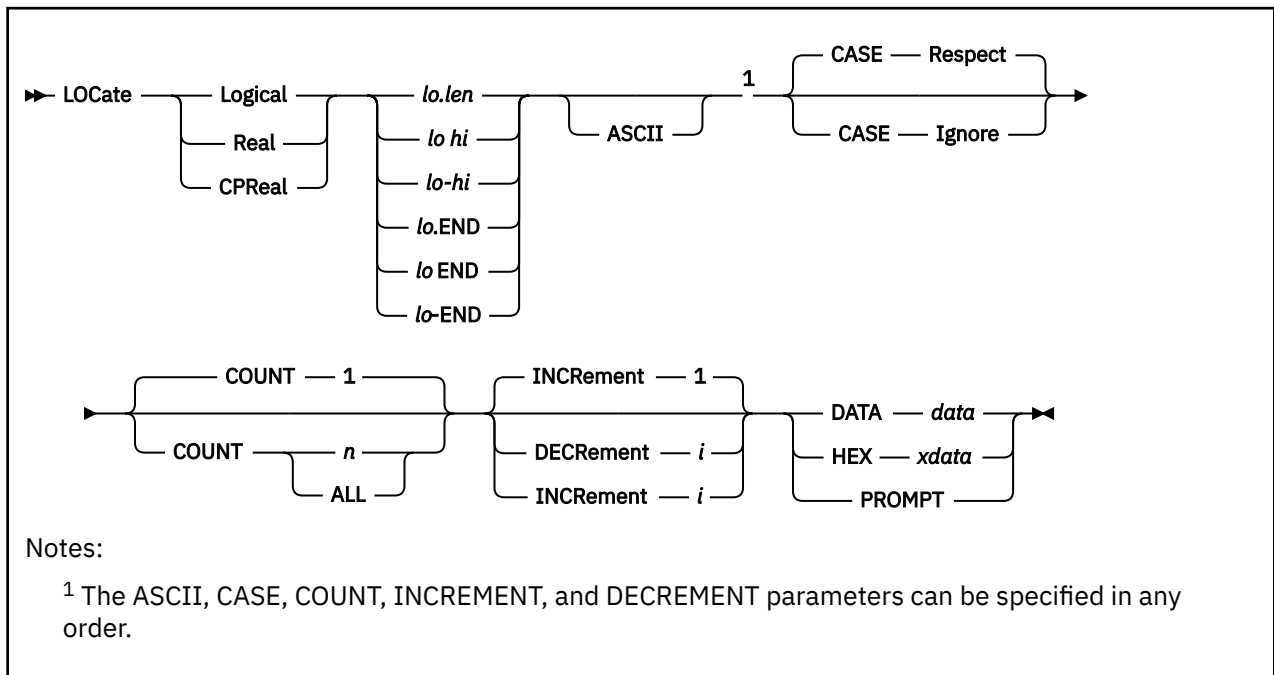 CASE Respect
LOCate Logical lo.len 1
Real lo hi ASCII CASE Ignore
CPReal lo-hi
lo.END
lo END
lo-END
COUNT 1 INCRement 1
DATA data
COUNT n DECRement i HEX xdata
ALL INCRement i PROMPT
Notes:
1 The ASCII, CASE, COUNT, INCREMENT, and DECREMENT parameters can be specified in any
order.